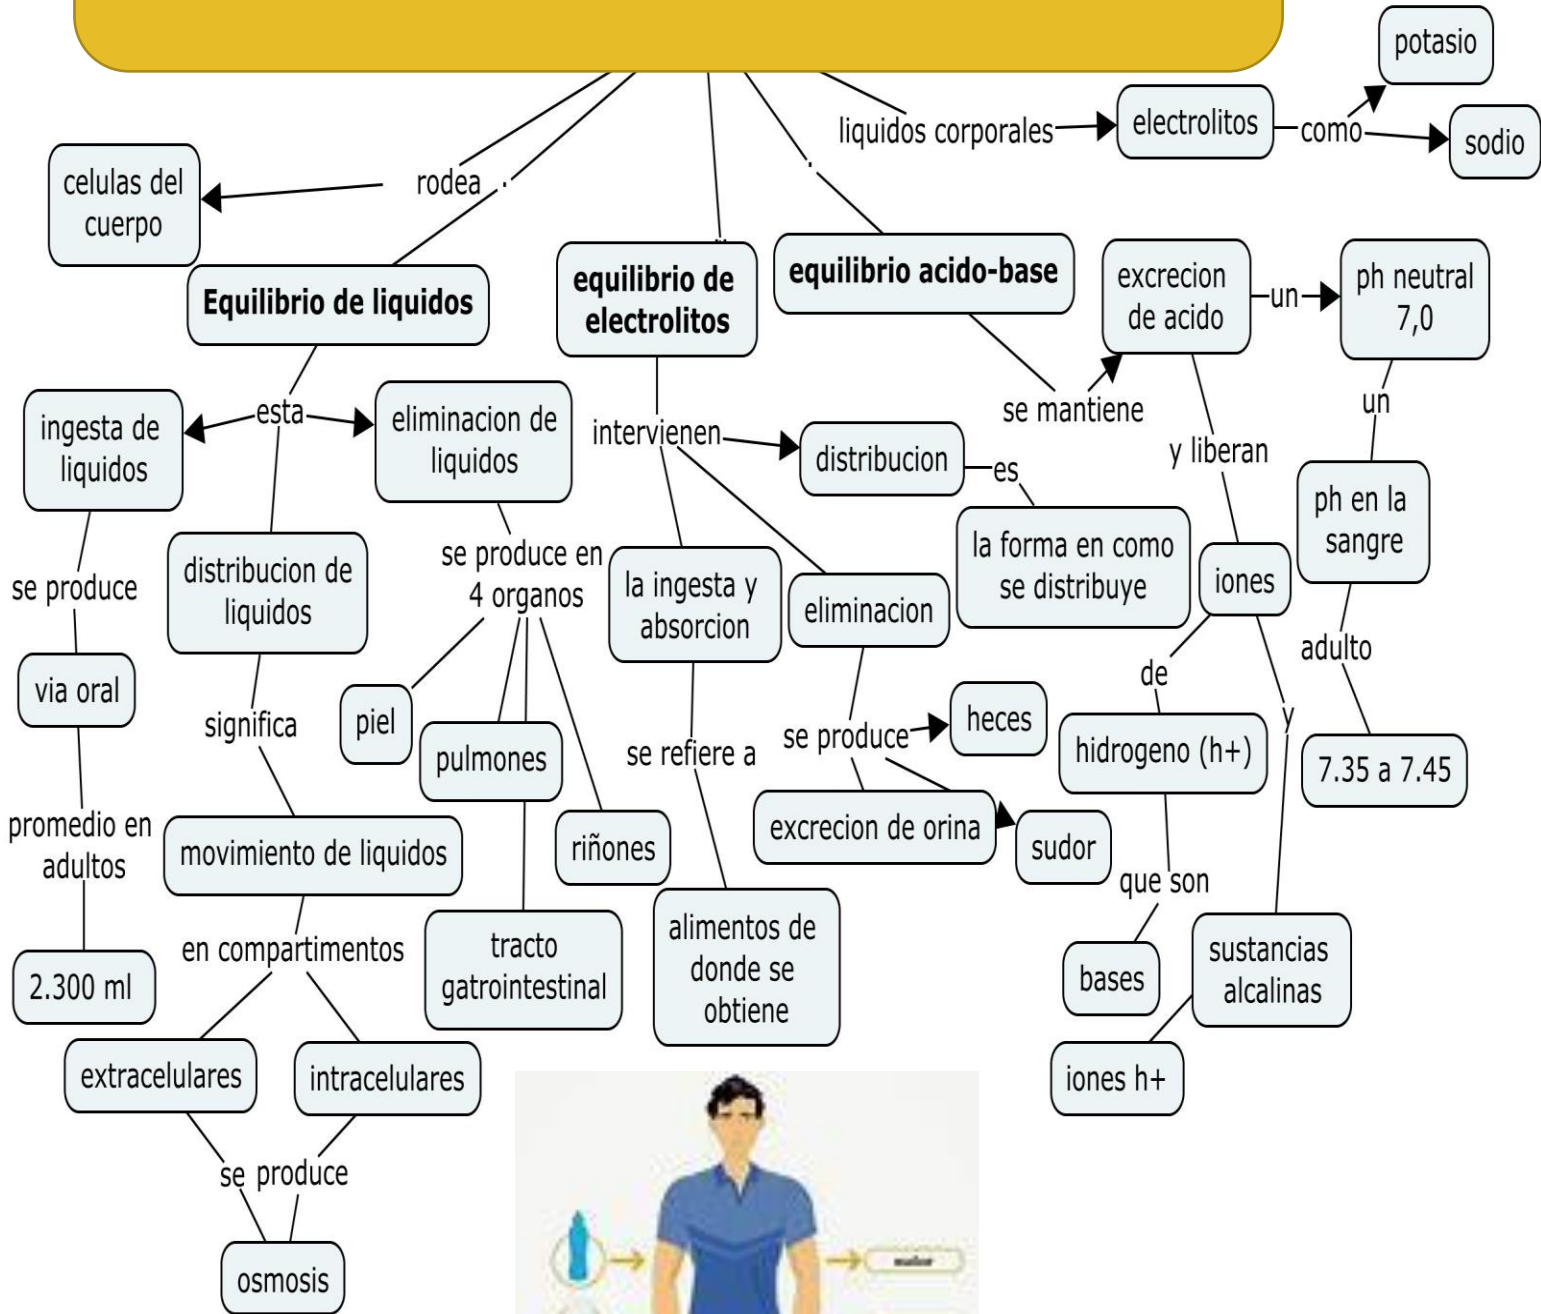 potasio
liquidos corporales
electrolitos
como
sodio
celulas del
cuerpo
rodea
Equilibrio de liquidos
equilibrio de
electrolitos
equilibrio acido-base
excrecion
de acido
un
ph neutral
7,0
ingesta de
liquidos
esta
eliminacion de
liquidos
intervienen
distribucion
es
se mantiene
y liberan
un
ph en la
sangre
se produce
distribucion de
liquidos
se produce en
4 organos
la ingesta y
absorcion
eliminacion
la forma en como
se distribuye
iones
adulto
via oral
significa
piel
pulmones
se refiere a
se produce
heces
de
hidrogeno (h+)
y
7.35 a 7.45
promedio en
adultos
movimiento de liquidos
riñones
excrecion de orina
sudor
que son
2.300 ml
en compartimentos
tracto
gatrointestinal
alimentos de
donde se
obtiene
bases
sustancias
alcalinas
extracelulares
intracelulares
iones h+
se produce
osmosis
sudor